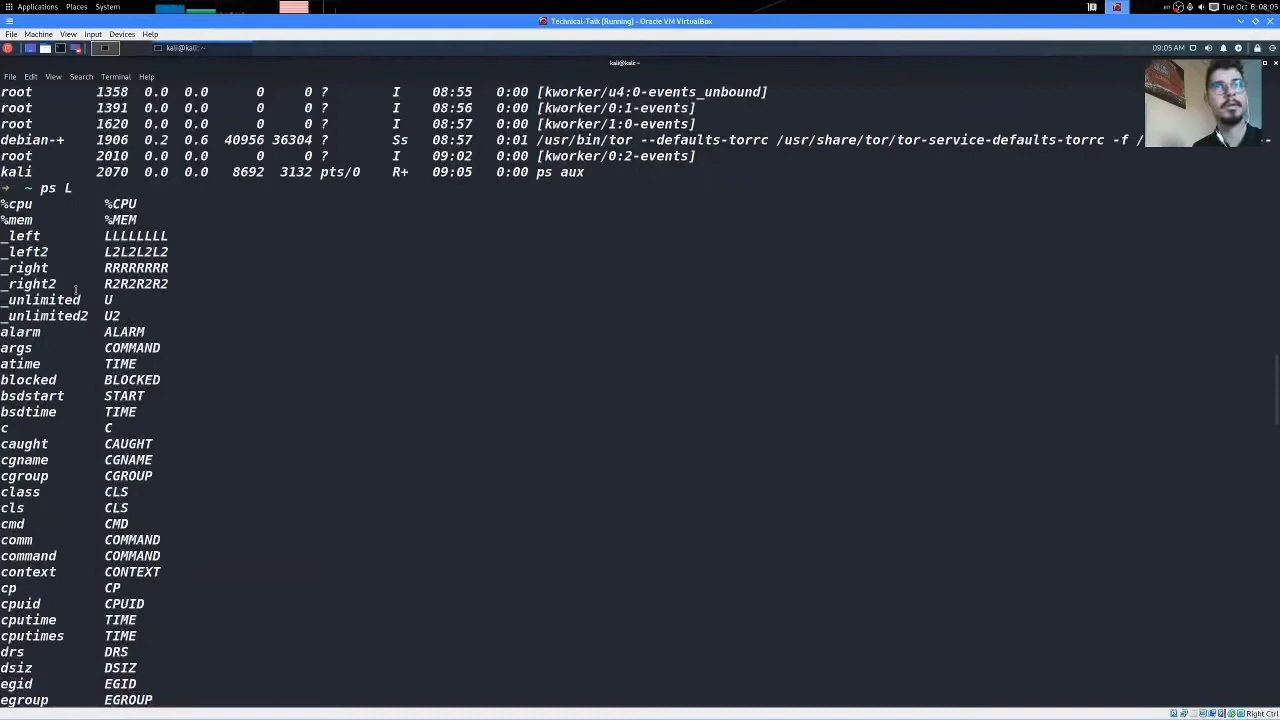 Applications Places System
Tue Oct 8, 08:05
Technical-Talk [Running] - Oracle VM VirtualBox
File Machine View Input Devices Help
kali@kali: ~
09:05 AM
kali@kali:~
File Edit View Search Terminal Help
root 1358 0.0 0.0 0 0 ? I 08:55 0:00 [kworker/u4:0-events_unbound]
root 1391 0.0 0.0 0 0 ? I 08:56 0:00 [kworker/0:1-events]
root 1620 0.0 0.0 0 0 ? I 08:57 0:00 [kworker/1:0-events]
debian-+ 1906 0.2 0.6 40956 36304 ? Ss 08:57 0:01 /usr/bin/tor --defaults-torrc /usr/share/tor/tor-service-defaults-torrc -f /
root 2010 0.0 0.0 0 0 ? I 09:02 0:00 [kworker/0:2-events]
kali 2070 0.0 0.0 8692 3132 pts/0 R+ 09:05 0:00 ps aux
➜ ~ ps L
%cpu %CPU
%mem %MEM
_left LLLLLLLL
_left2 L2L2L2L2
_right RRRRRRRR
_right2 R2R2R2R2
_unlimited U
_unlimited2 U2
alarm ALARM
args COMMAND
atime TIME
blocked BLOCKED
bsdstart START
bsdtime TIME
c C
caught CAUGHT
cgname CGNAME
cgroup CGROUP
class CLS
cls CLS
cmd CMD
comm COMMAND
command COMMAND
context CONTEXT
cp CP
cpuid CPUID
cputime TIME
cputimes TIME
drs DRS
dsiz DSIZ
egid EGID
egroup EGROUP
Right Ctrl